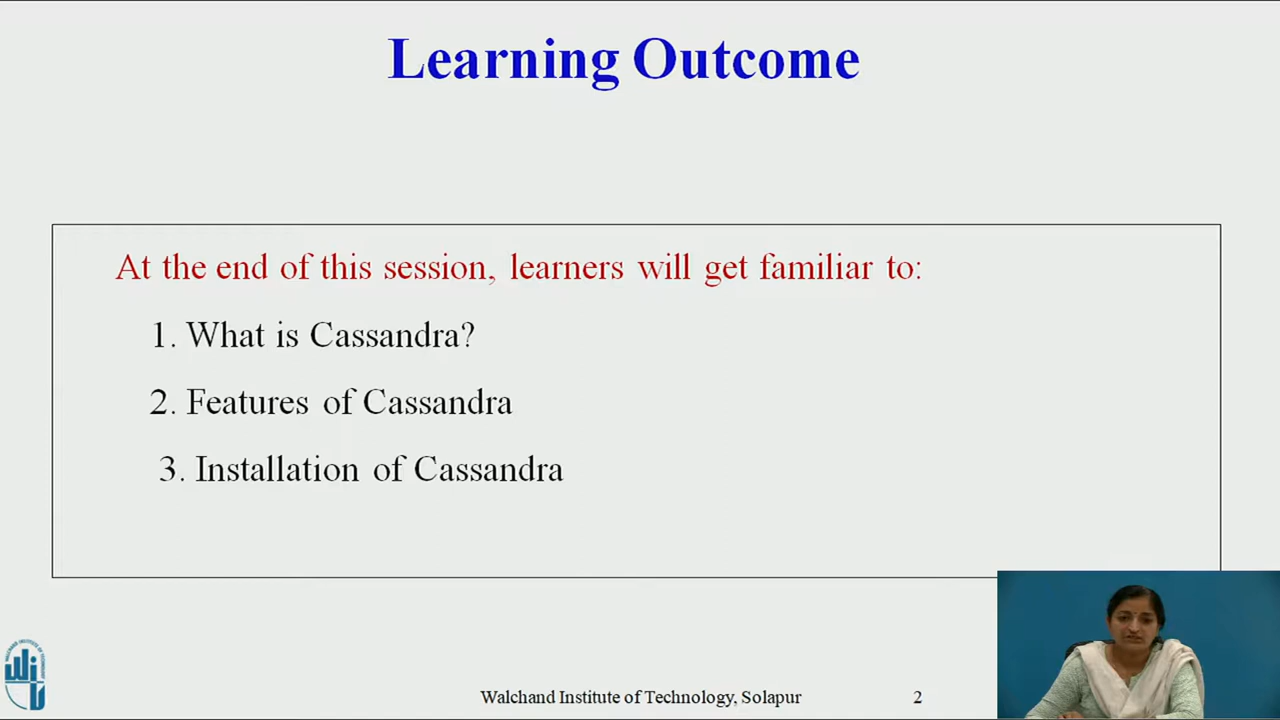 Learning Outcome
At the end of this session, learners will get familiar to:
1. What is Cassandra?
2. Features of Cassandra
3. Installation of Cassandra
Walchand Institute of Technology, Solapur
2